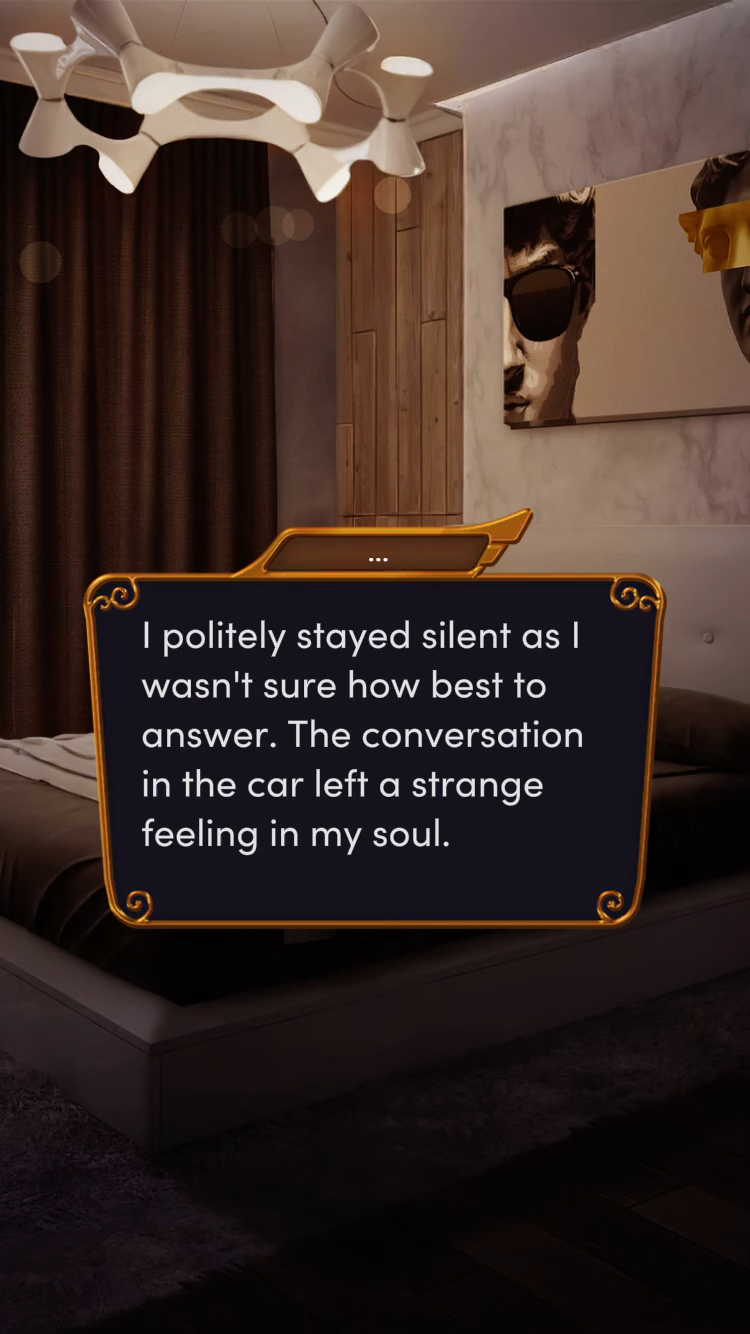 ...
I politely stayed silent as I
wasn't sure how best to
answer. The conversation
in the car left a strange
feeling in my soul.